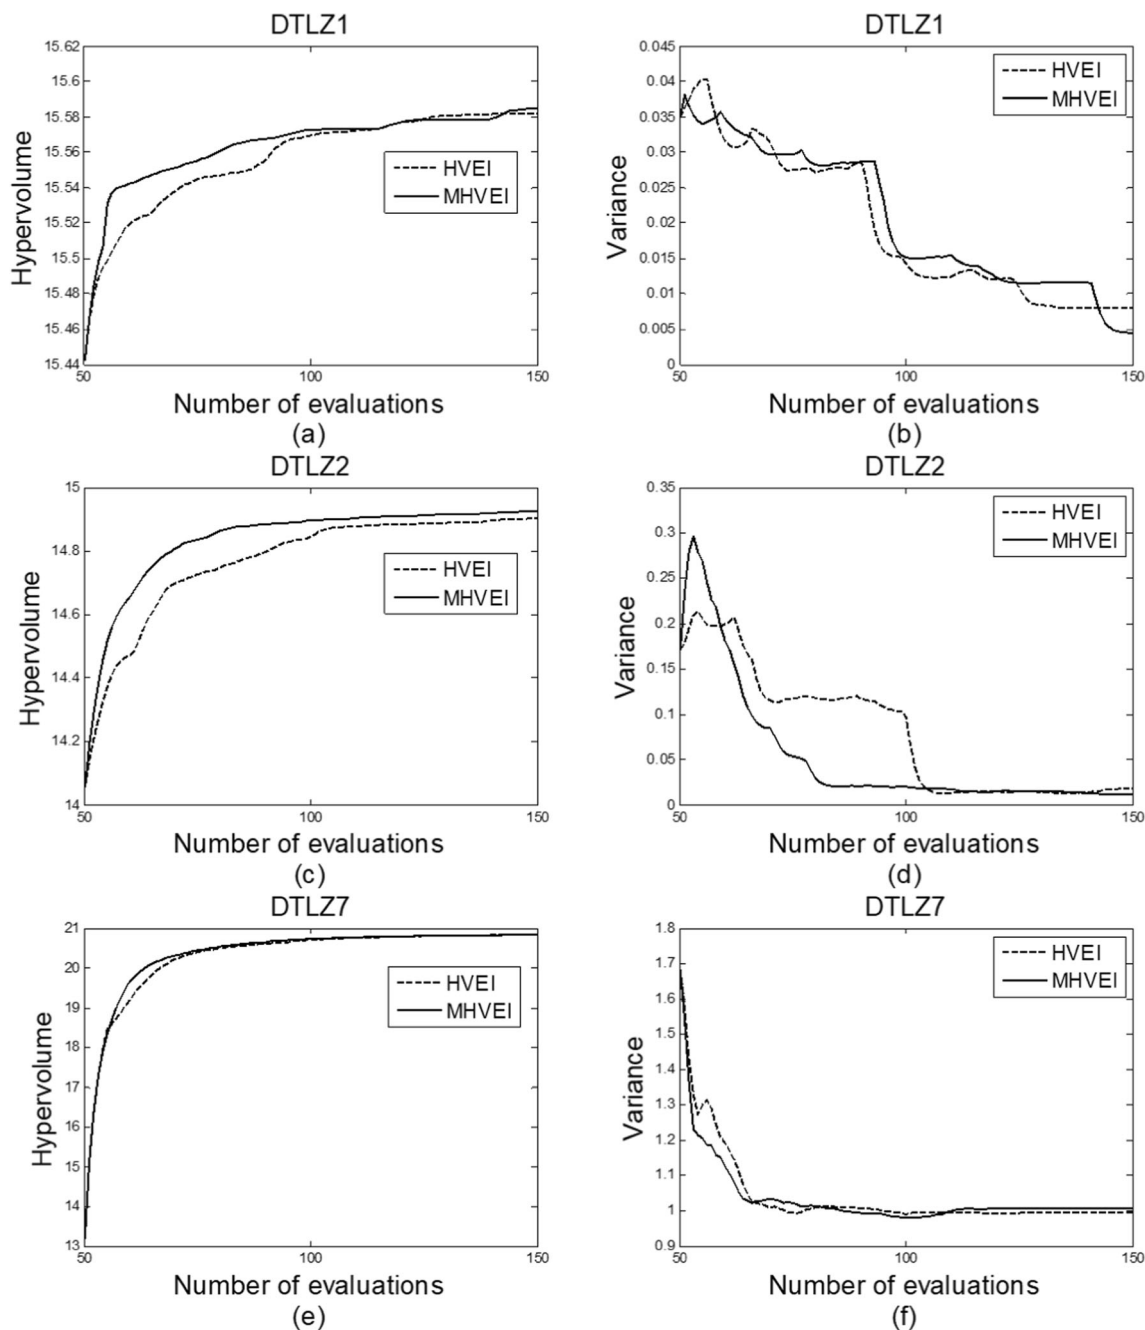 DTLZ1
15.62
15.6
15.58
15.56
15.54
15.52
15.5
15.48
15.46
15.44
Hypervolume
HVEI
MHVEI
50
100
150
Number of evaluations
(a)
DTLZ1
0.045
0.04
0.035
0.03
0.025
0.02
0.015
0.01
0.005
0
Variance
HVEI
MHVEI
50
100
150
Number of evaluations
(b)
DTLZ2
15
14.8
14.6
14.4
14.2
14
Hypervolume
HVEI
MHVEI
50
100
150
Number of evaluations
(c)
DTLZ2
0.35
0.3
0.25
0.2
0.15
0.1
0.05
0
Variance
HVEI
MHVEI
50
100
150
Number of evaluations
(d)
DTLZ7
21
20
19
18
17
16
15
14
13
Hypervolume
HVEI
MHVEI
50
100
150
Number of evaluations
(e)
DTLZ7
1.8
1.7
1.6
1.5
1.4
1.3
1.2
1.1
1
0.9
Variance
HVEI
MHVEI
50
100
150
Number of evaluations
(f)